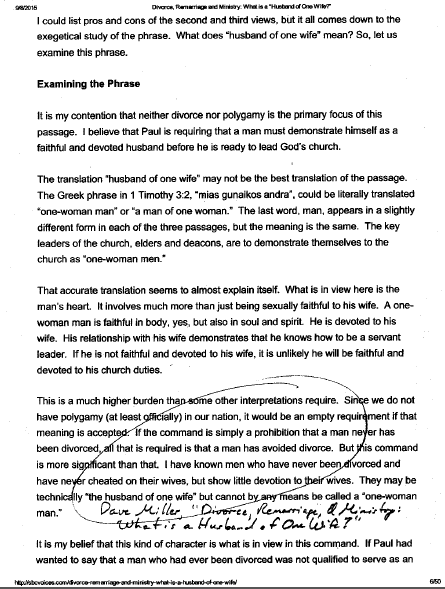 9/8/2015 Divorce, Remarriage and Ministry: What is a "Husband of One Wife?"
I could list pros and cons of the second and third views, but it all comes down to the
exegetical study of the phrase. What does "husband of one wife" mean? So, let us
examine this phrase.
Examining the Phrase
It is my contention that neither divorce nor polygamy is the primary focus of this
passage. I believe that Paul is requiring that a man must demonstrate himself as a
faithful and devoted husband before he is ready to lead God's church.
The translation "husband of one wife" may not be the best translation of the passage.
The Greek phrase in 1 Timothy 3:2, "mias gunaikos andra", could be literally translated
"one-woman man" or "a man of one woman." The last word, man, appears in a slightly
different form in each of the three passages, but the meaning is the same. The key
leaders of the church, elders and deacons, are to demonstrate themselves to the
church as "one-women men."
That accurate translation seems to almost explain itself. What is in view here is the
man's heart. It involves much more than just being sexually faithful to his wife. A one-
woman man is faithful in body, yes, but also in soul and spirit. He is devoted to his
wife. His relationship with his wife demonstrates that he knows how to be a servant
leader. If he is not faithful and devoted to his wife, it is unlikely he will be faithful and
devoted to his church duties.
This is a much higher burden than some other interpretations require. Since we do not
have polygamy (at least officially) in our nation, it would be an empty requirement if that
meaning is accepted. If the command is simply a prohibition that a man never has
been divorced, all that is required is that a man has avoided divorce. But this command
is more significant than that. I have known men who have never been divorced and
have never cheated on their wives, but show little devotion to their wives. They may be
technically "the husband of one wife" but cannot by any means be called a "one-woman
man." Dave Miller, "Divorce, Remarriage, & Ministry:
What is a Husband of One Wife?"
It is my belief that this kind of character is what is in view in this command. If Paul had
wanted to say that a man who had ever been divorced was not qualified to serve as an
http://sbcvoices.com/divorce-remarriage-and-ministry-what-is-a-husband-of-one-wife/ 6/50